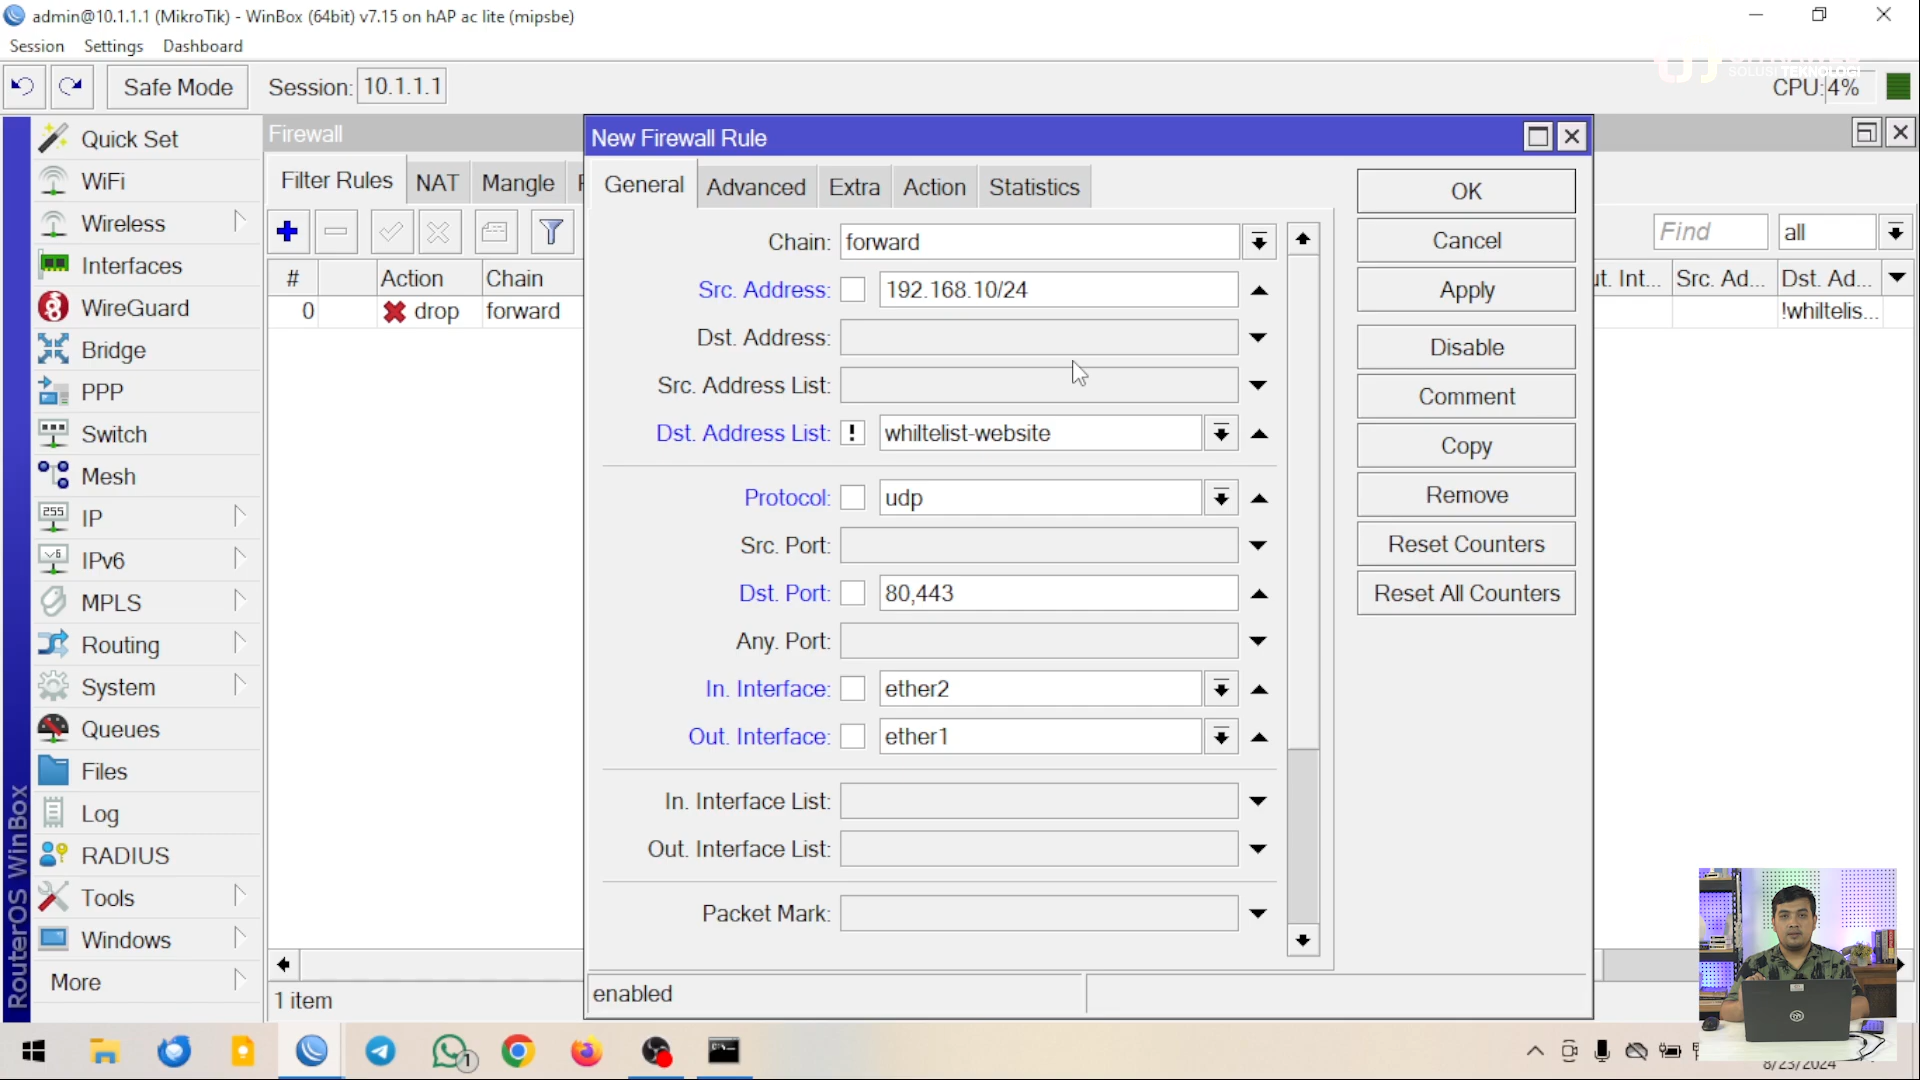 admin@10.1.1.1 (MikroTik) - WinBox (64bit) v7.15 on hAP ac lite (mipsbe)
Session Settings Dashboard
Safe Mode Session: 10.1.1.1
SOLUSI TEKNOLOGI
CPU: 4%
Quick Set
WiFi
Wireless
Interfaces
WireGuard
Bridge
PPP
Switch
Mesh
IP
IPv6
MPLS
Routing
System
Queues
Files
Log
RADIUS
Tools
Windows
More
RouterOS WinBox
Firewall
Filter Rules NAT Mangle
Find all
# Action Chain
Src. Ad... Dst. Ad...
0 drop forward !whiltelis...
1 item
New Firewall Rule
General Advanced Extra Action Statistics
Chain: forward
Src. Address: 192.168.10/24
Dst. Address:
Src. Address List:
Dst. Address List: ! whiltelist-website
Protocol: udp
Src. Port:
Dst. Port: 80,443
Any. Port:
In. Interface: ether2
Out. Interface: ether1
In. Interface List:
Out. Interface List:
Packet Mark:
enabled
OK
Cancel
Apply
Disable
Comment
Copy
Remove
Reset Counters
Reset All Counters
1
8/23/2024